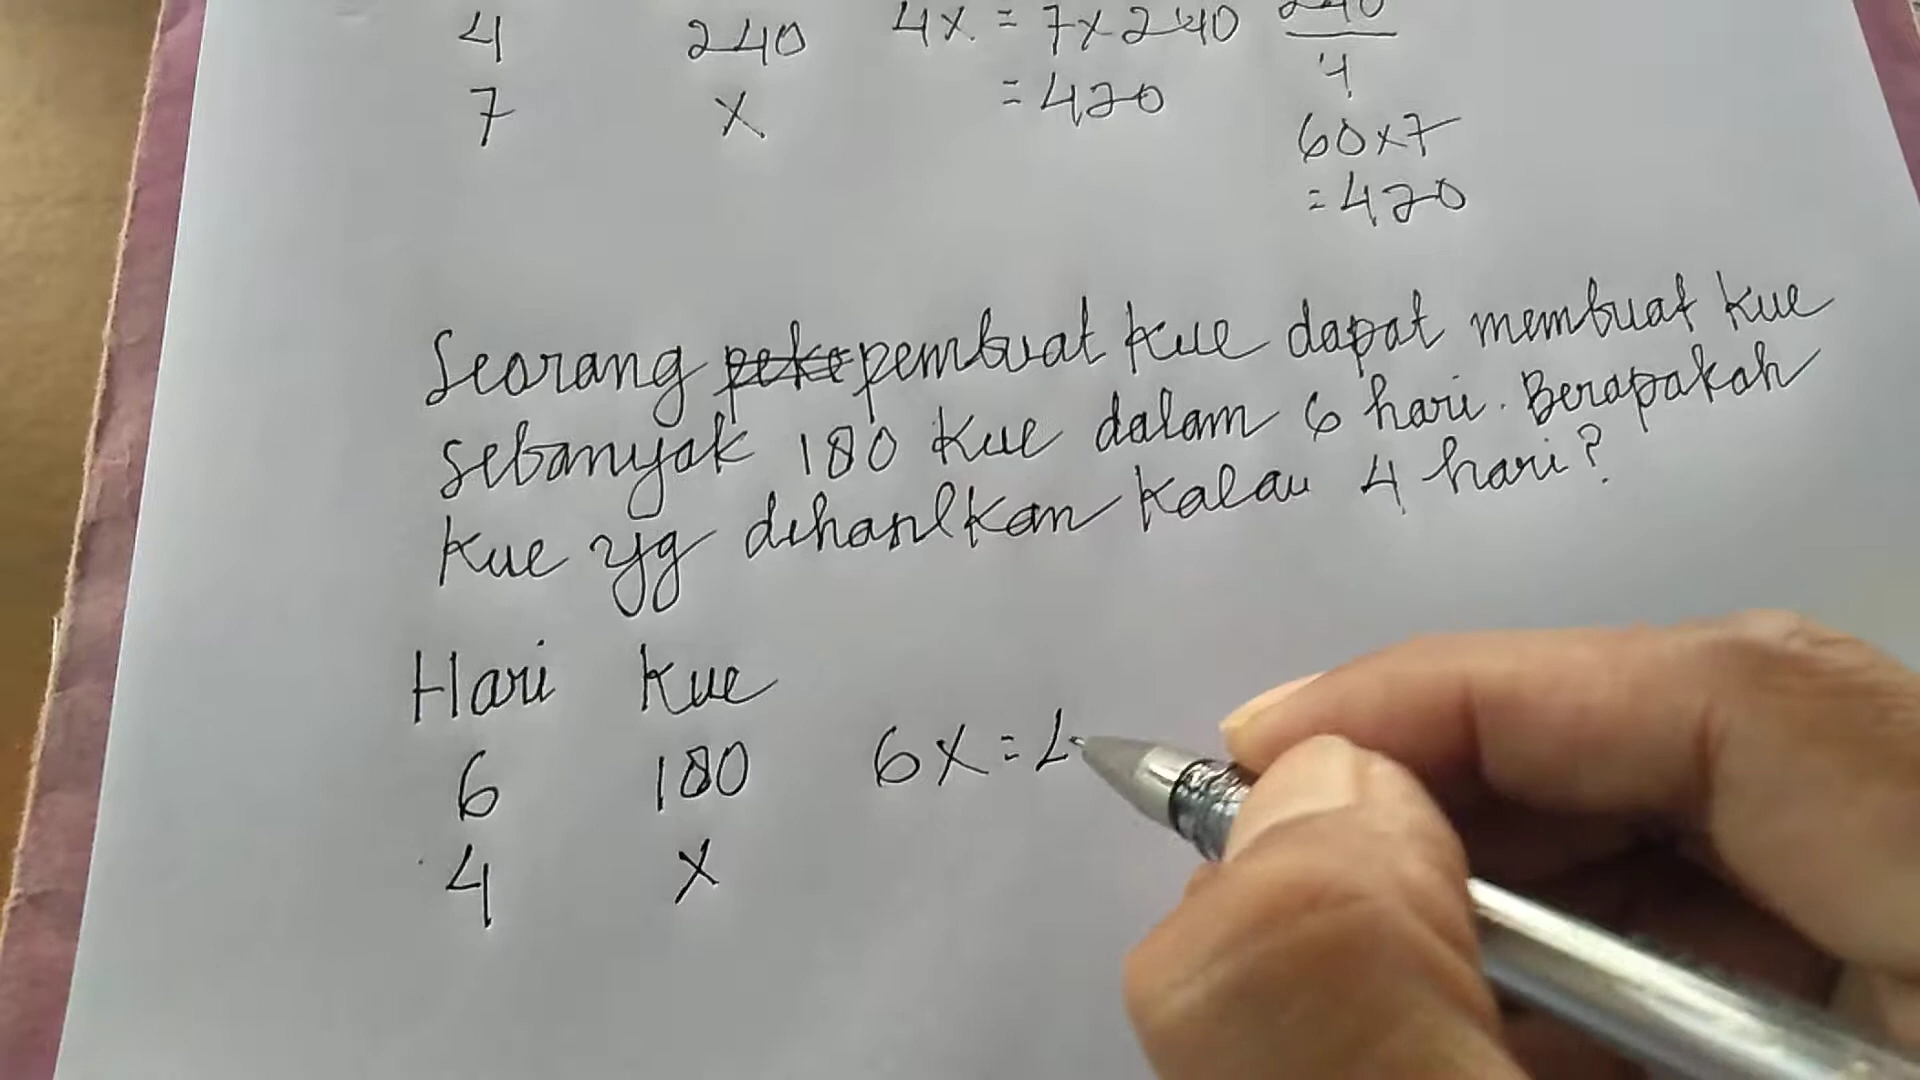 4 240 4x = 7x240 240
4
7 x = 420
60x7
= 420
Seorang peke pembuat kue dapat membuat kue
sebanyak 180 kue dalam 6 hari. Berapakah
kue yg dihasilkan kalau 4 hari?
Hari Kue
6 180 6x =
4 x